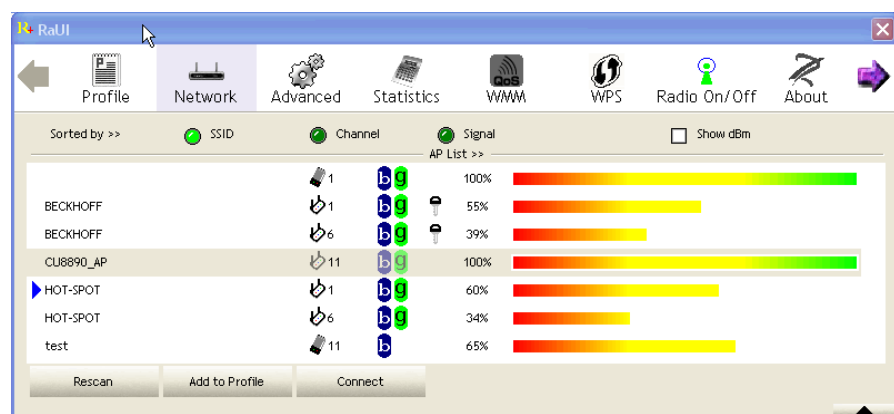 R+ RaUI
Profile Network Advanced Statistics QoS WMM WPS Radio On/Off About
Sorted by >> SSID Channel Signal Show dBm
AP List >>
1 b g 100%
BECKHOFF 1 b g 55%
BECKHOFF 6 b g 39%
CU8890_AP 11 b g 100%
HOT-SPOT 1 b g 60%
HOT-SPOT 6 b g 34%
test 11 b 65%
Rescan Add to Profile Connect